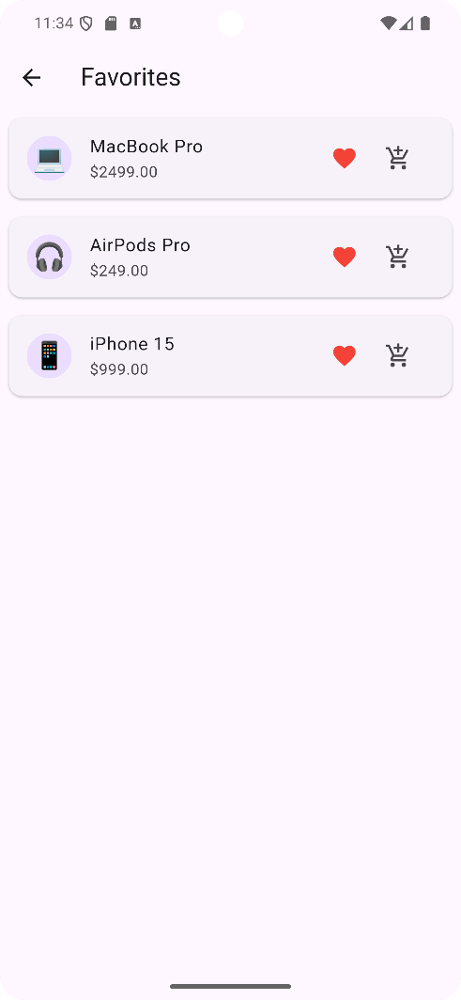 11:34
Favorites
MacBook Pro
$2499.00
AirPods Pro
$249.00
iPhone 15
$999.00